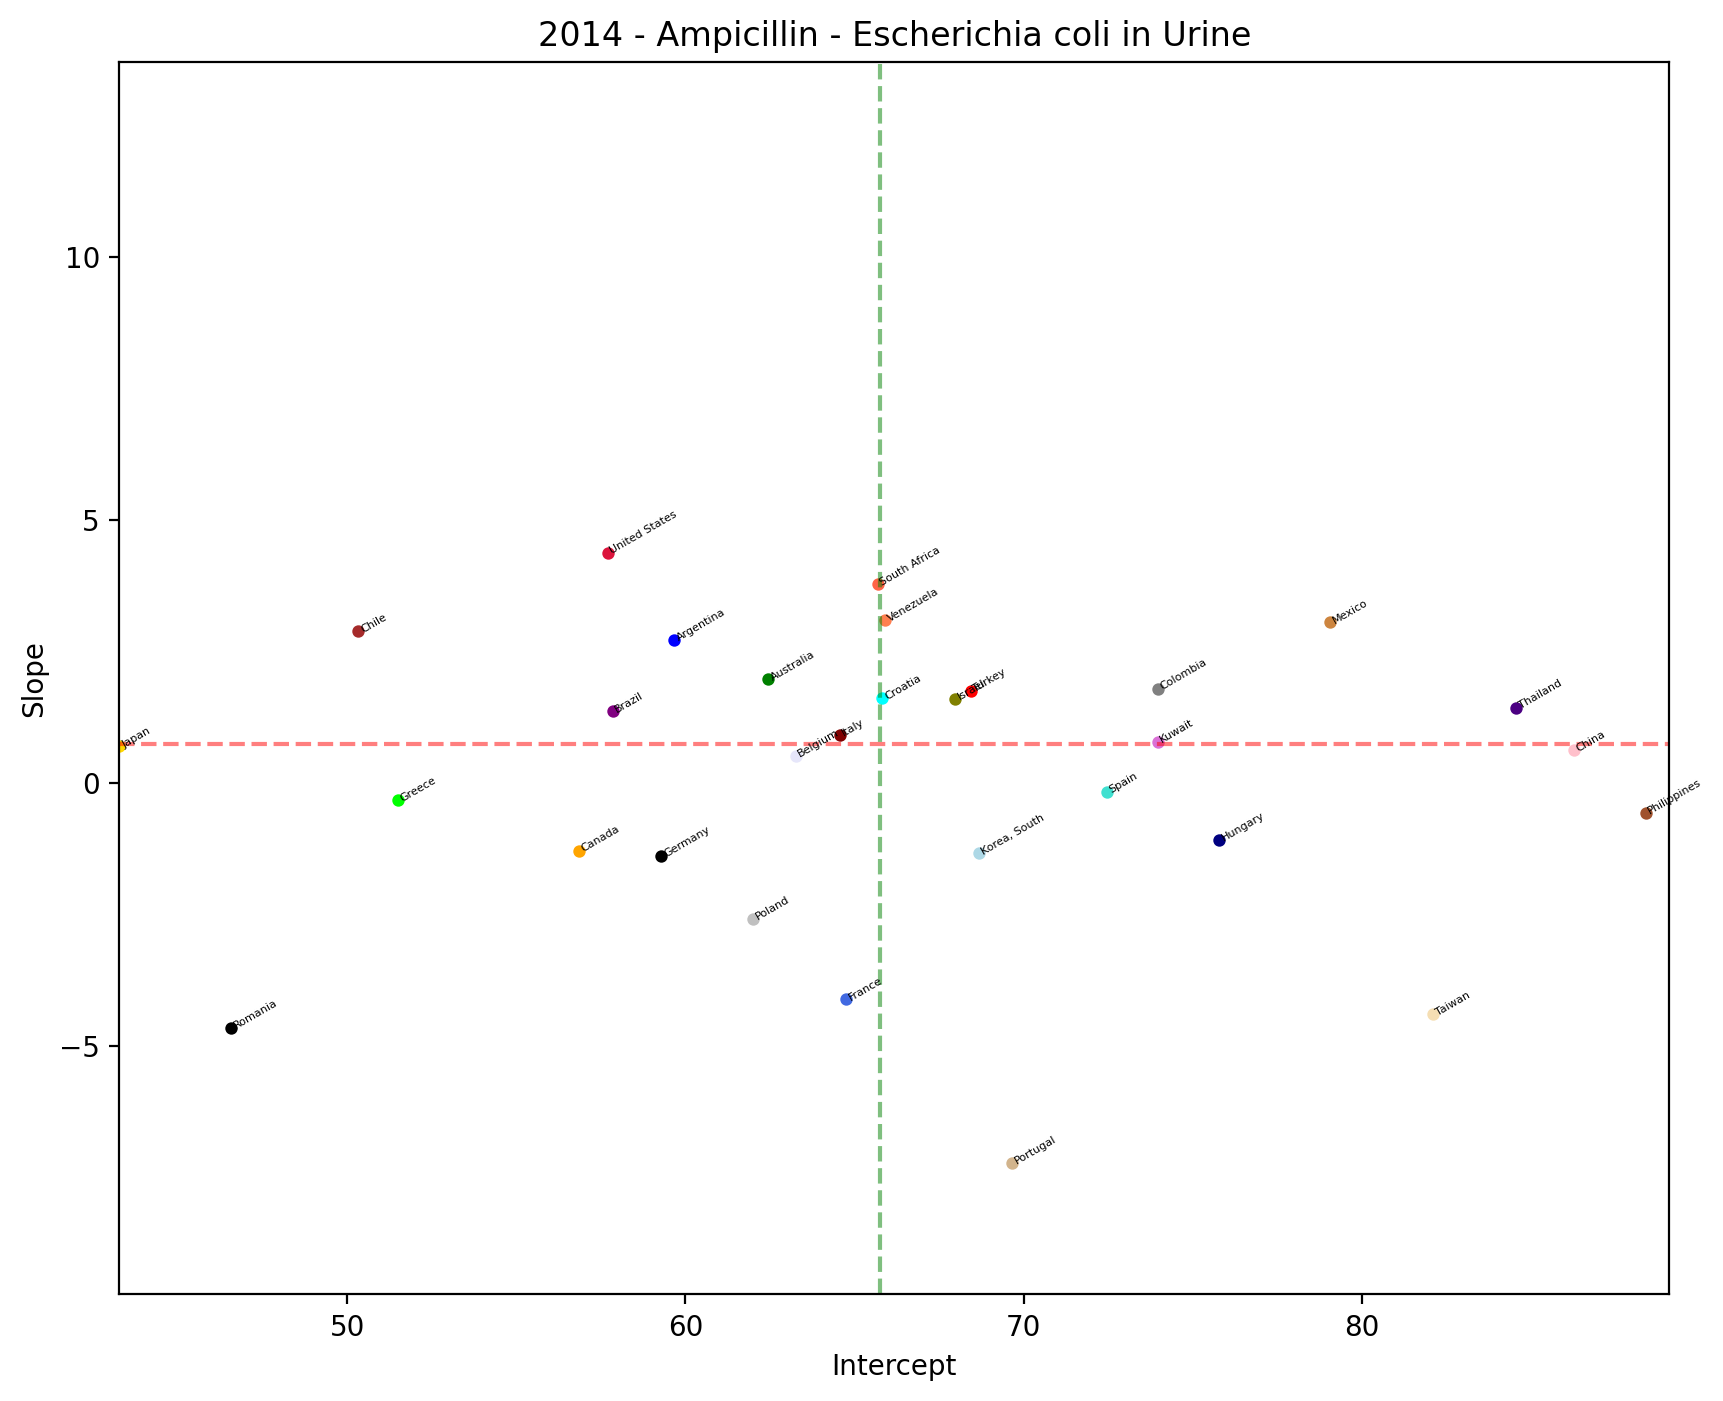 2014 - Ampicillin - Escherichia coli in Urine
Slope
10
5
0
−5
United States
South Africa
Venezuela
Mexico
Chile
Argentina
Australia
Colombia
Turkey
Israel
Croatia
Brazil
Thailand
Italy
Belgium
Japan
Kuwait
China
Greece
Spain
Philippines
Canada
Germany
Korea, South
Hungary
Poland
France
Taiwan
Romania
Portugal
50
60
70
80
Intercept